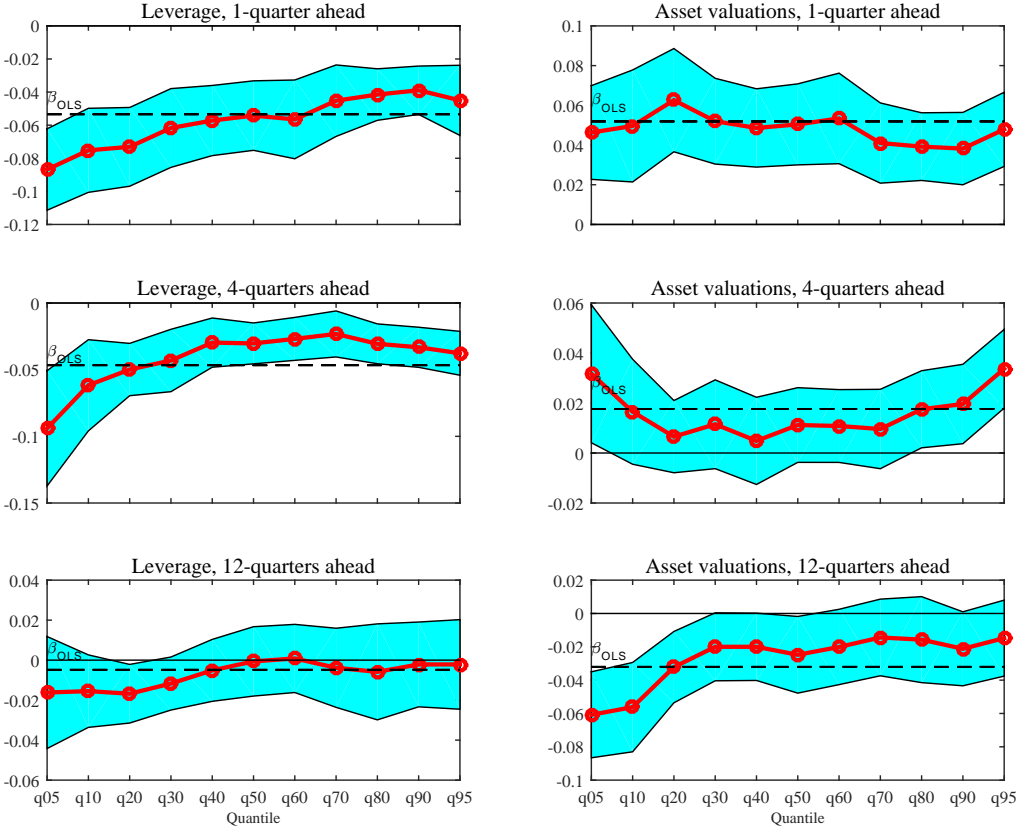 Leverage, 1-quarter ahead
0
-0.02
-0.04
-0.06
-0.08
-0.1
-0.12
βOLS
Asset valuations, 1-quarter ahead
0.1
0.08
0.06
0.04
0.02
0
βOLS
Leverage, 4-quarters ahead
0
-0.05
-0.1
-0.15
βOLS
Asset valuations, 4-quarters ahead
0.06
0.04
0.02
0
-0.02
βOLS
Leverage, 12-quarters ahead
0.04
0.02
0
-0.02
-0.04
-0.06
βOLS
q05 q10 q20 q30 q40 q50 q60 q70 q80 q90 q95
Quantile
Asset valuations, 12-quarters ahead
0.02
0
-0.02
-0.04
-0.06
-0.08
-0.1
βOLS
q05 q10 q20 q30 q40 q50 q60 q70 q80 q90 q95
Quantile